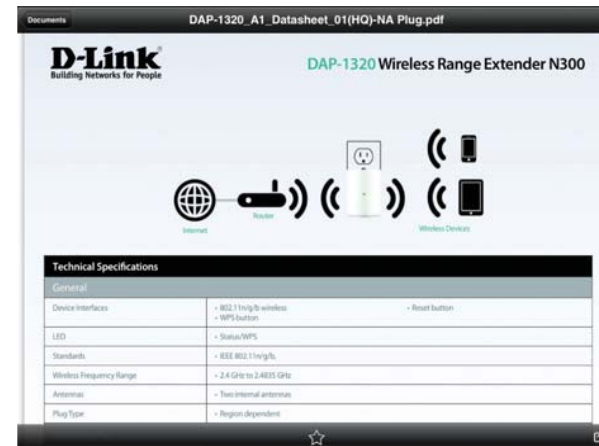 Documents
DAP-1320_A1_Datasheet_01(HQ)-NA Plug.pdf
D-Link
Building Networks for People
DAP-1320 Wireless Range Extender N300
Internet
Router
Wireless Devices
Technical Specifications
General
Device Interfaces
• 802.11n/g/b wireless
• WPS button
• Reset button
LED
• Status/WPS
Standards
• IEEE 802.11n/g/b,
Wireless Frequency Range
• 2.4 GHz to 2.4835 GHz
Antennas
• Two internal antennas
Plug Type
• Region dependent